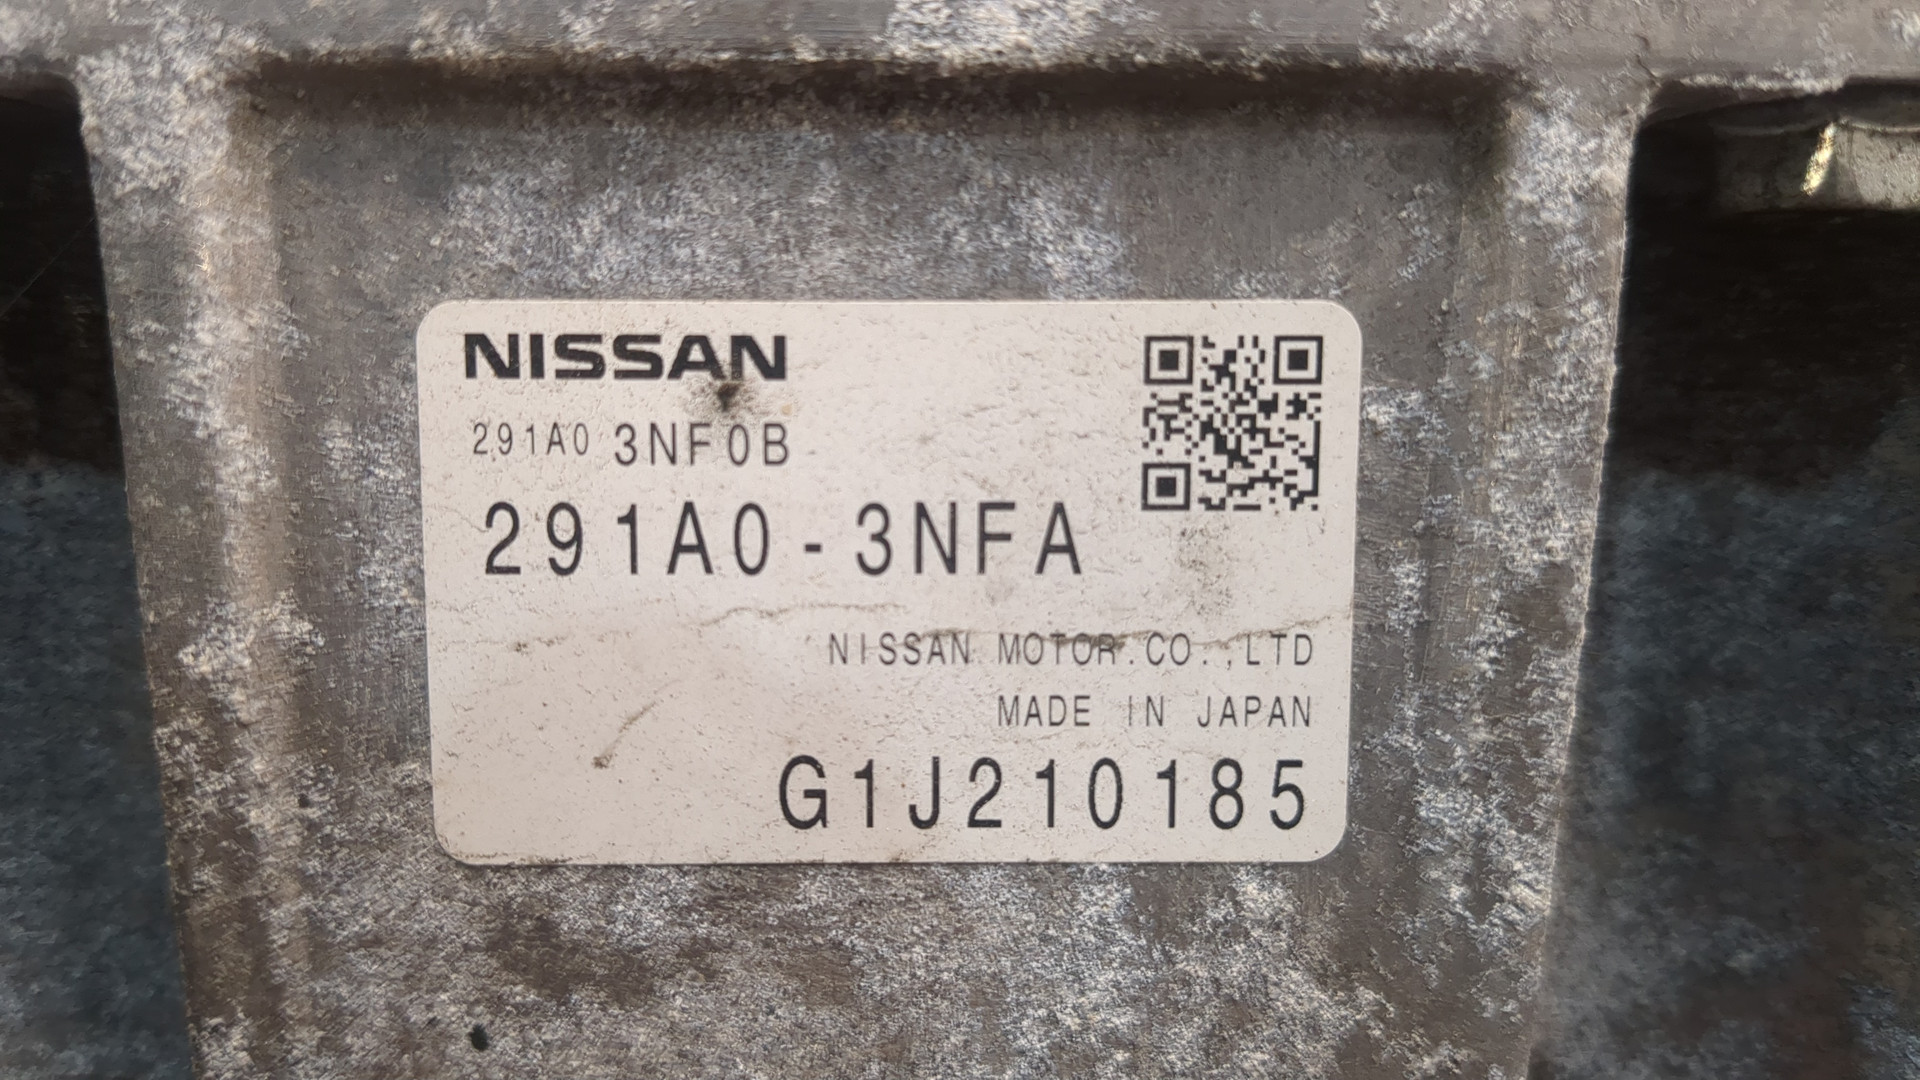 NISSAN
291A0 3NF0B
291A0-3NFA
NISSAN MOTOR.CO.,LTD
MADE IN JAPAN
G1J210185